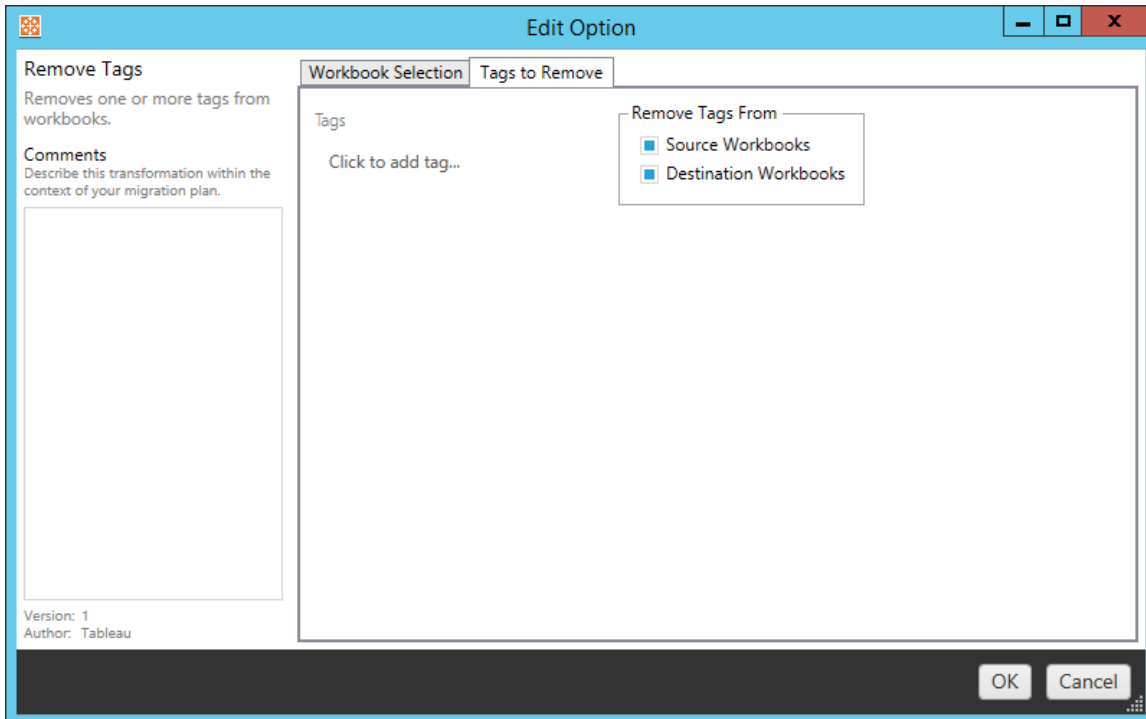 Edit Option
Remove Tags
Removes one or more tags from
workbooks.
Comments
Describe this transformation within the
context of your migration plan.
Version: 1
Author: Tableau
Workbook Selection
Tags to Remove
Tags
Click to add tag...
Remove Tags From
Source Workbooks
Destination Workbooks
OK
Cancel